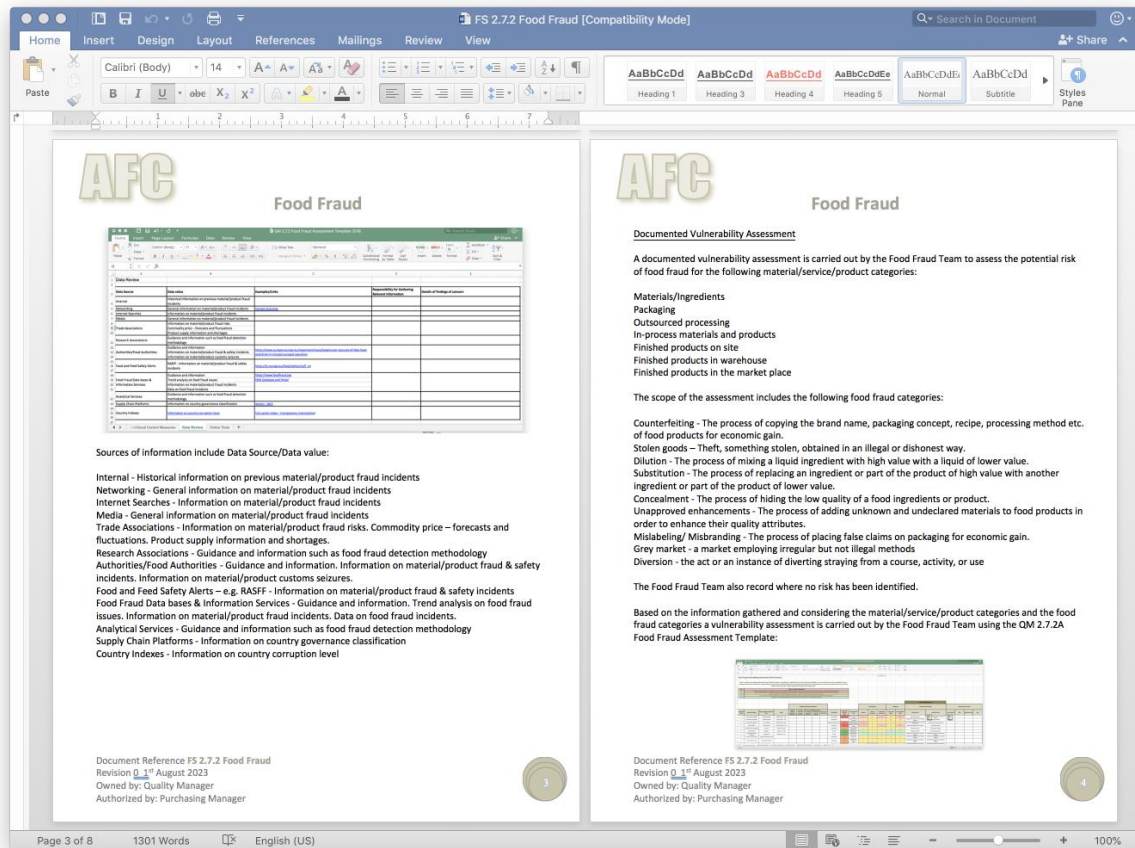 FS 2.7.2 Food Fraud [Compatibility Mode]
Search in Document
Home Insert Design Layout References Mailings Review View
Share
Paste
Calibri (Body) 14
AaBbCcDd AaBbCcDd AaBbCcDd AaBbCcDdEe AaBbCcDdEe AaBbCcDd
Heading 1 Heading 3 Heading 4 Heading 5 Normal Subtitle
Styles Pane
1 2 3 4 5 6 7
AFC
Food Fraud
Data Review
Sources of information include Data Source/Data value:
Internal - Historical information on previous material/product fraud incidents
Networking - General information on material/product fraud incidents
Internet Searches - Information on material/product fraud incidents
Media - General information on material/product fraud incidents
Trade Associations - Information on material/product fraud risks. Commodity price – forecasts and
fluctuations. Product supply information and shortages.
Research Associations - Guidance and information such as food fraud detection methodology
Authorities/Food Authorities - Guidance and information. Information on material/product fraud & safety
incidents. Information on material/product customs seizures.
Food and Feed Safety Alerts – e.g. RASFF - Information on material/product fraud & safety incidents
Food Fraud Data bases & Information Services - Guidance and information. Trend analysis on food fraud
issues. Information on material/product fraud incidents. Data on food fraud incidents.
Analytical Services - Guidance and information such as food fraud detection methodology
Supply Chain Platforms - Information on country governance classification
Country Indexes - Information on country corruption level
Document Reference FS 2.7.2 Food Fraud
Revision 0 1st August 2023
Owned by: Quality Manager
Authorized by: Purchasing Manager
3
AFC
Food Fraud
Documented Vulnerability Assessment
A documented vulnerability assessment is carried out by the Food Fraud Team to assess the potential risk
of food fraud for the following material/service/product categories:
Materials/Ingredients
Packaging
Outsourced processing
In-process materials and products
Finished products on site
Finished products in warehouse
Finished products in the market place
The scope of the assessment includes the following food fraud categories:
Counterfeiting - The process of copying the brand name, packaging concept, recipe, processing method etc.
of food products for economic gain.
Stolen goods – Theft, something stolen, obtained in an illegal or dishonest way.
Dilution - The process of mixing a liquid ingredient with high value with a liquid of lower value.
Substitution - The process of replacing an ingredient or part of the product of high value with another
ingredient or part of the product of lower value.
Concealment - The process of hiding the low quality of a food ingredients or product.
Unapproved enhancements - The process of adding unknown and undeclared materials to food products in
order to enhance their quality attributes.
Mislabeling/ Misbranding - The process of placing false claims on packaging for economic gain.
Grey market - a market employing irregular but not illegal methods
Diversion - the act or an instance of diverting straying from a course, activity, or use
The Food Fraud Team also record where no risk has been identified.
Based on the information gathered and considering the material/service/product categories and the food
fraud categories a vulnerability assessment is carried out by the Food Fraud Team using the QM 2.7.2A
Food Fraud Assessment Template:
Document Reference FS 2.7.2 Food Fraud
Revision 0 1st August 2023
Owned by: Quality Manager
Authorized by: Purchasing Manager
4
Page 3 of 8 1301 Words English (US) 100%